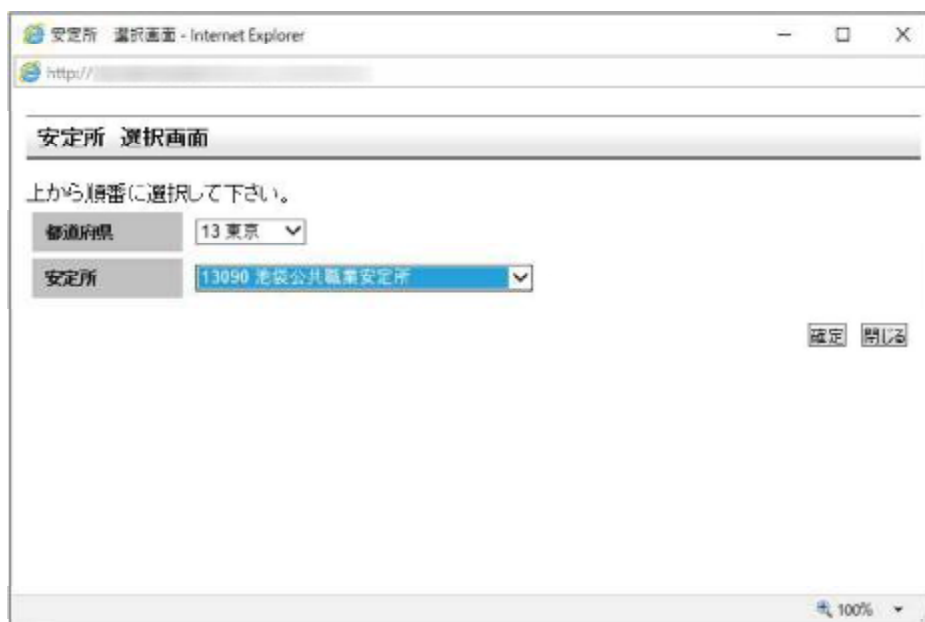 安定所 選択画面 - Internet Explorer
http://
安定所 選択画面
上から順番に選択して下さい。
都道府県 13 東京
安定所 13090 池袋公共職業安定所
確定 閉じる
100%